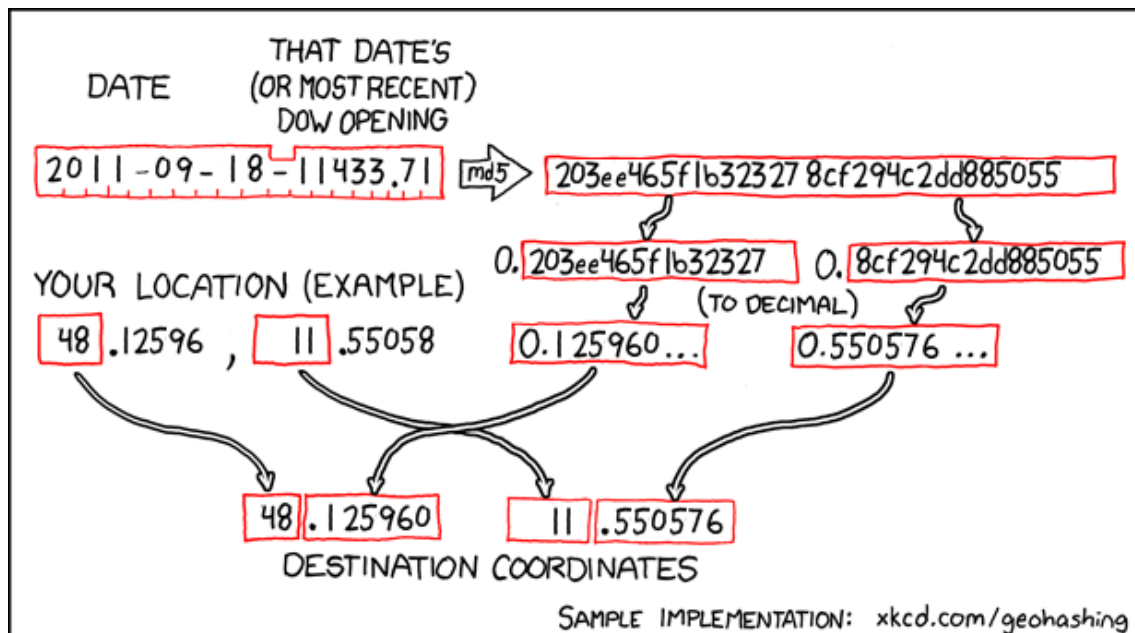 THAT DATE'S
DATE (OR MOST RECENT)
DOW OPENING
2011-09-18-11433.71 md5 203ee465f1b323278cf294c2dd885055
0.203ee465f1b32327 0.8cf294c2dd885055
YOUR LOCATION (EXAMPLE) (TO DECIMAL)
48.12596, 11.55058 0.125960... 0.550576...
48.125960 11.550576
DESTINATION COORDINATES
SAMPLE IMPLEMENTATION: xkcd.com/geohashing